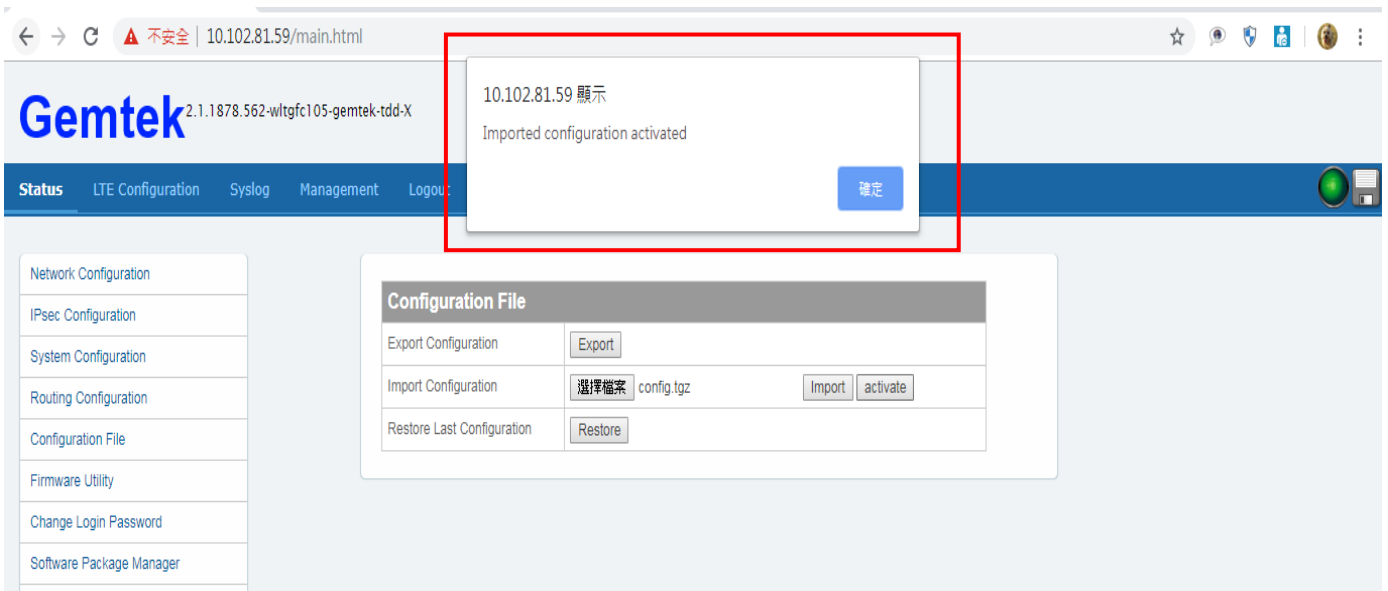 不安全 | 10.102.81.59/main.html
10.102.81.59 顯示
Imported configuration activated
確定
Gemtek 2.1.1878.562-wltgfc105-gemtek-tdd-X
Status LTE Configuration Syslog Management Logout
Network Configuration
IPsec Configuration
System Configuration
Routing Configuration
Configuration File
Firmware Utility
Change Login Password
Software Package Manager
Configuration File
Export Configuration Export
Import Configuration 選擇檔案 config.tgz Import activate
Restore Last Configuration Restore